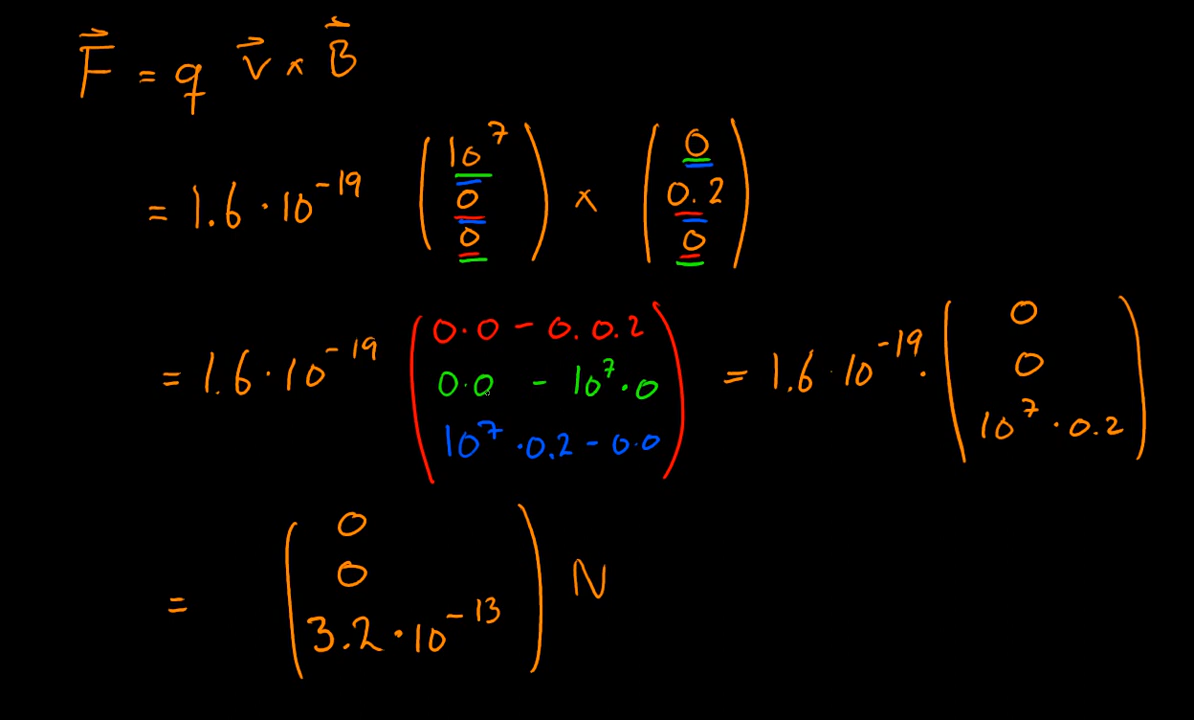 F⃗ = q v⃗ × B⃗
= 1.6 · 10^-19 (10^7 0 0) × (0 0.2 0)
= 1.6 · 10^-19 (0·0 - 0.0.2 0·0 - 10^7·0 10^7·0.2 - 0·0) = 1.6 · 10^-19 · (0 0 10^7 · 0.2)
= (0 0 3.2 · 10^-13) N